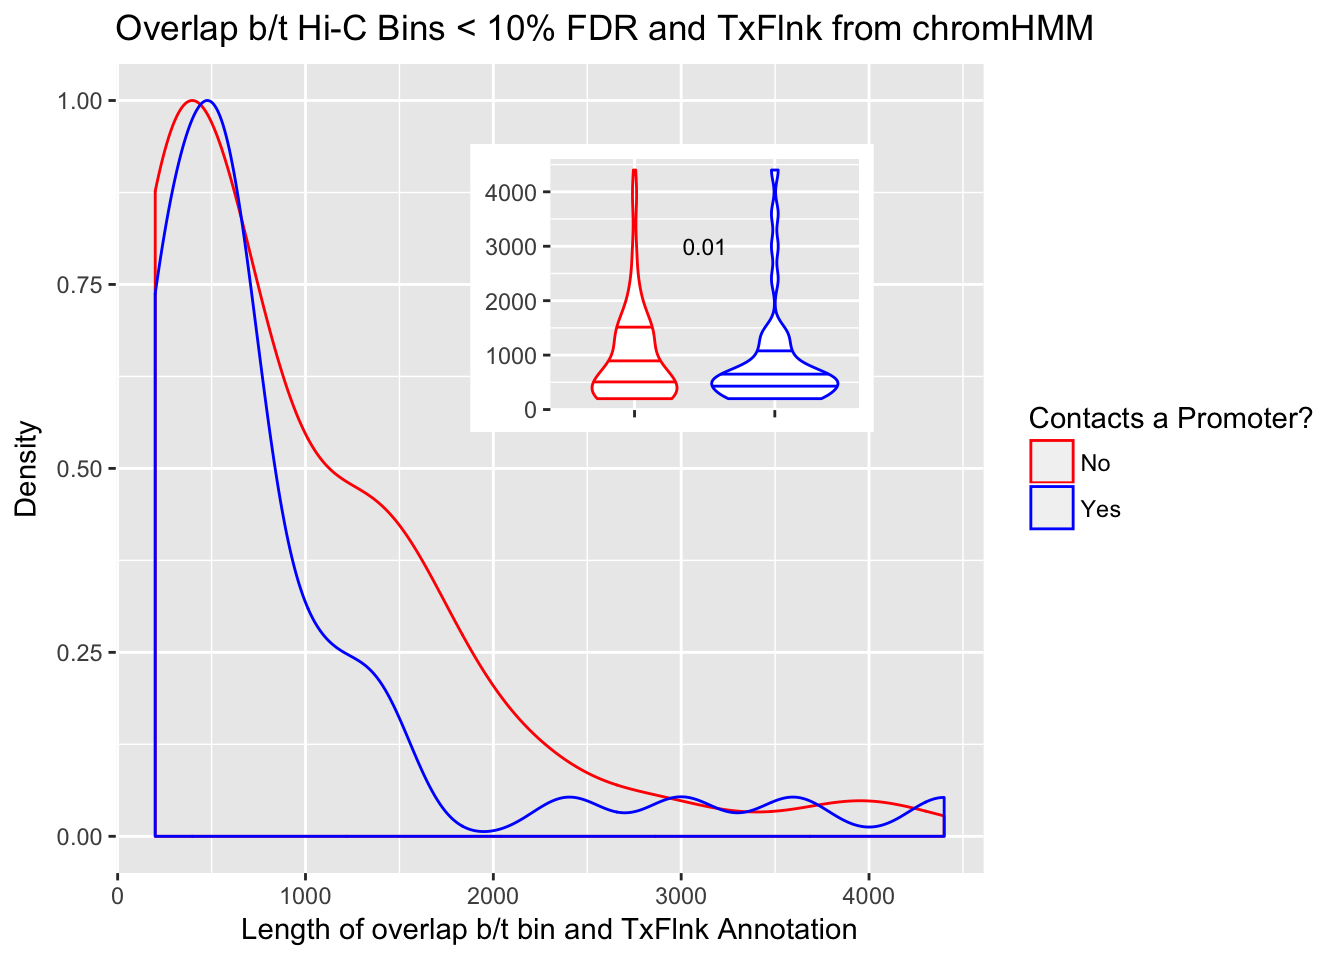 Overlap b/t Hi-C Bins < 10% FDR and TxFlnk from chromHMM
1.00
0.75
0.50
0.25
0.00
Density
4000
3000
2000
1000
0
0.01
Contacts a Promoter?
No
Yes
0 1000 2000 3000 4000
Length of overlap b/t bin and TxFlnk Annotation